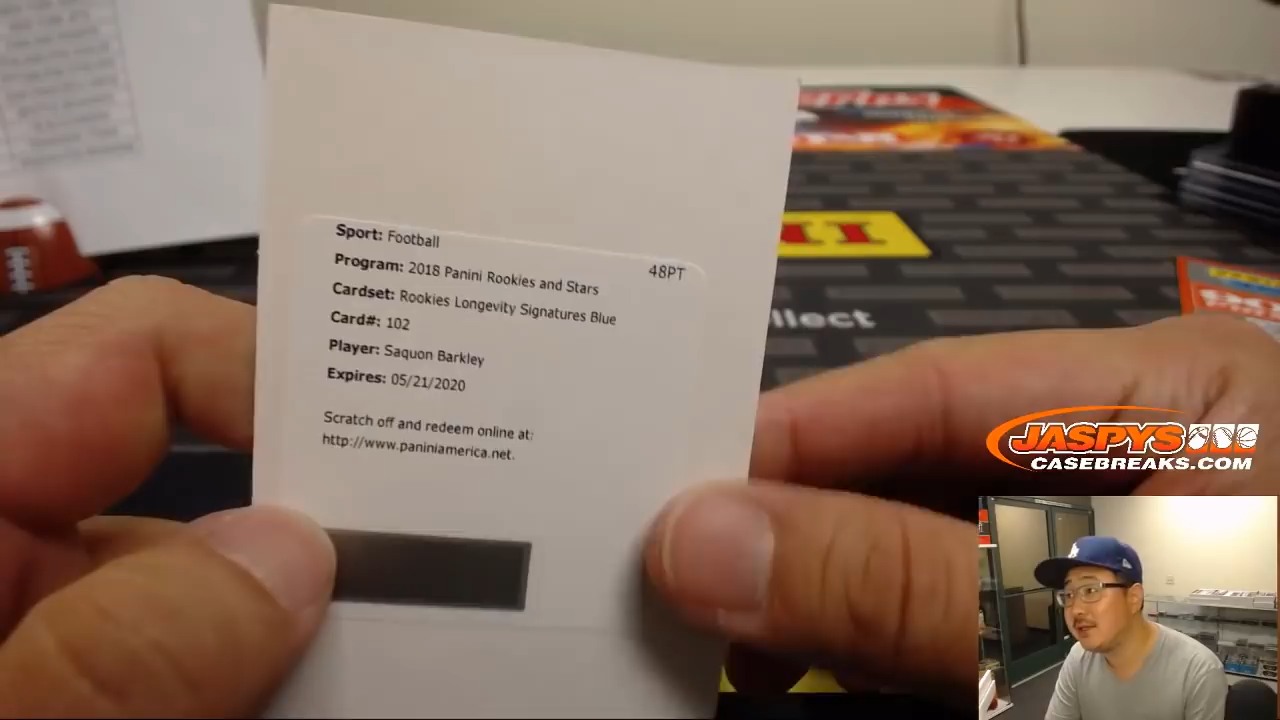 Sport: Football
48PT
Program: 2018 Panini Rookies and Stars
Cardset: Rookies Longevity Signatures Blue
Card#: 102
Player: Saquon Barkley
Expires: 05/21/2020
Scratch off and redeem online at:
http://www.paniniamerica.net.
llect
JASPYS
CASEBREAKS.COM